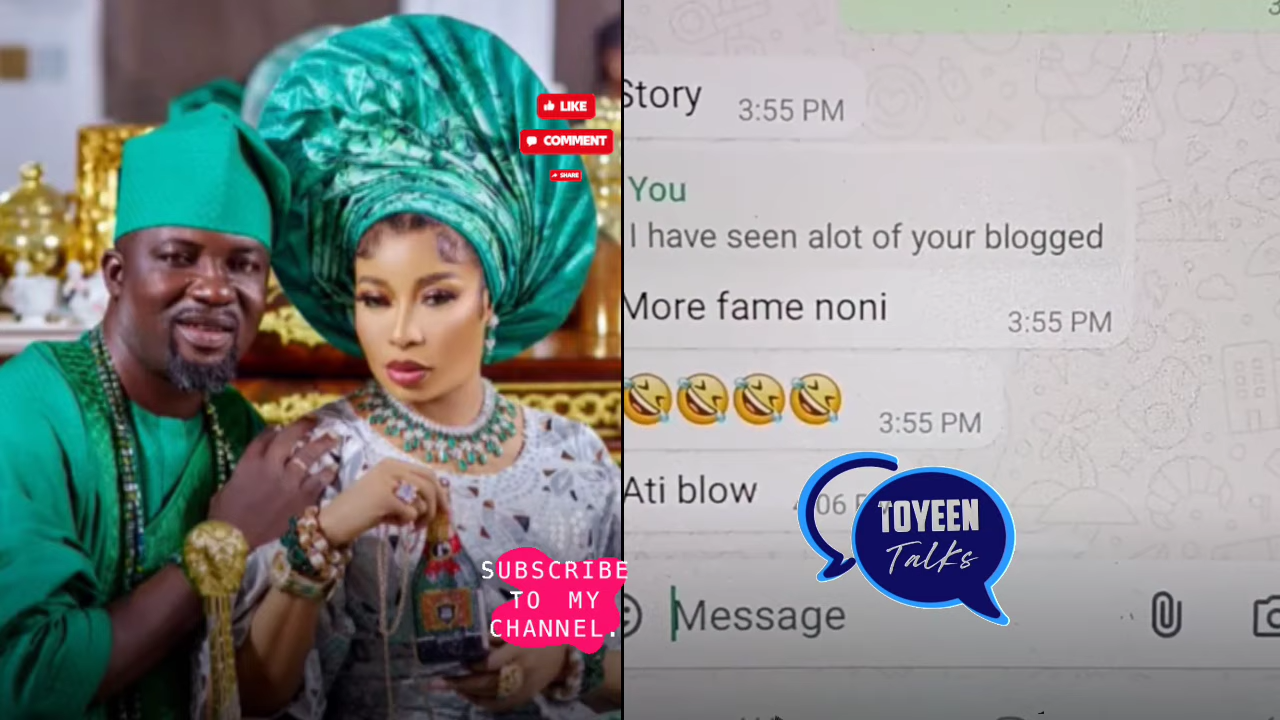 LIKE
COMMENT
SHARE
SUBSCRIBE
TO MY
CHANNEL.
Story 3:55 PM
You
I have seen alot of your blogged
More fame noni 3:55 PM
3:55 PM
Ati blow
TOYEEN
Talks
Message